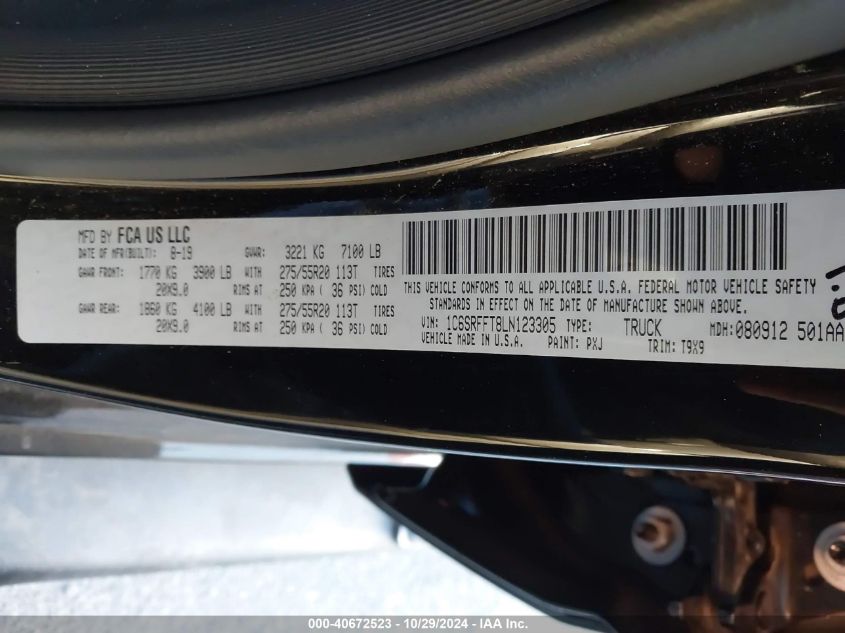 MFD BY FCA US LLC
DATE OF MFR(BUILT): 8-19 GVWR: 3221 KG 7100 LB
GAWR FRONT: 1770 KG 3900 LB WITH 275/55R20 113T TIRES
20X9.0 RIMS AT 250 KPA ( 36 PSI) COLD
GAWR REAR: 1860 KG 4100 LB WITH 275/55R20 113T TIRES
20X9.0 RIMS AT 250 KPA ( 36 PSI) COLD
THIS VEHICLE CONFORMS TO ALL APPLICABLE U.S.A. FEDERAL MOTOR VEHICLE SAFETY
STANDARDS IN EFFECT ON THE DATE OF MANUFACTURE SHOWN ABOVE.
VIN: 1C6SRFFT8LN123305 TYPE: TRUCK MDH: 080912 501AA
VEHICLE MADE IN U.S.A. PAINT: PXJ TRIM: T9X9
000-40672523 - 10/29/2024 - IAA Inc.